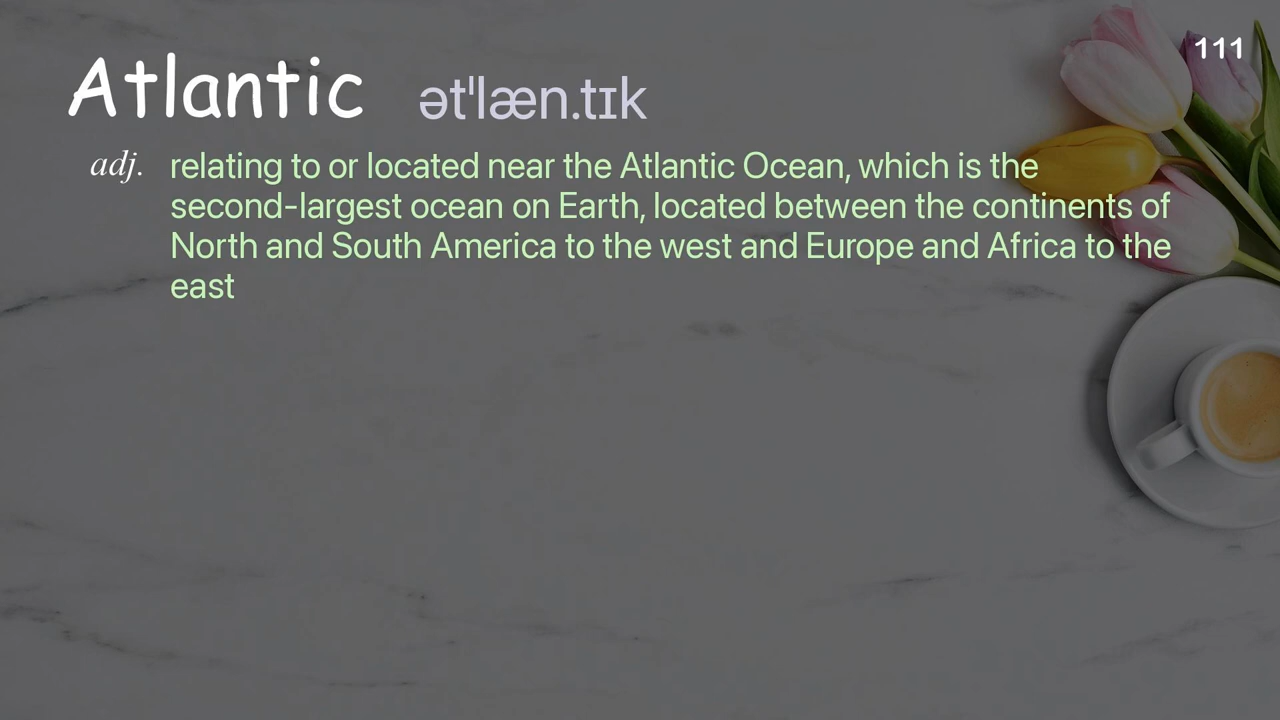 111
Atlantic ətˈlæn.tɪk
adj. relating to or located near the Atlantic Ocean, which is the
second-largest ocean on Earth, located between the continents of
North and South America to the west and Europe and Africa to the
east